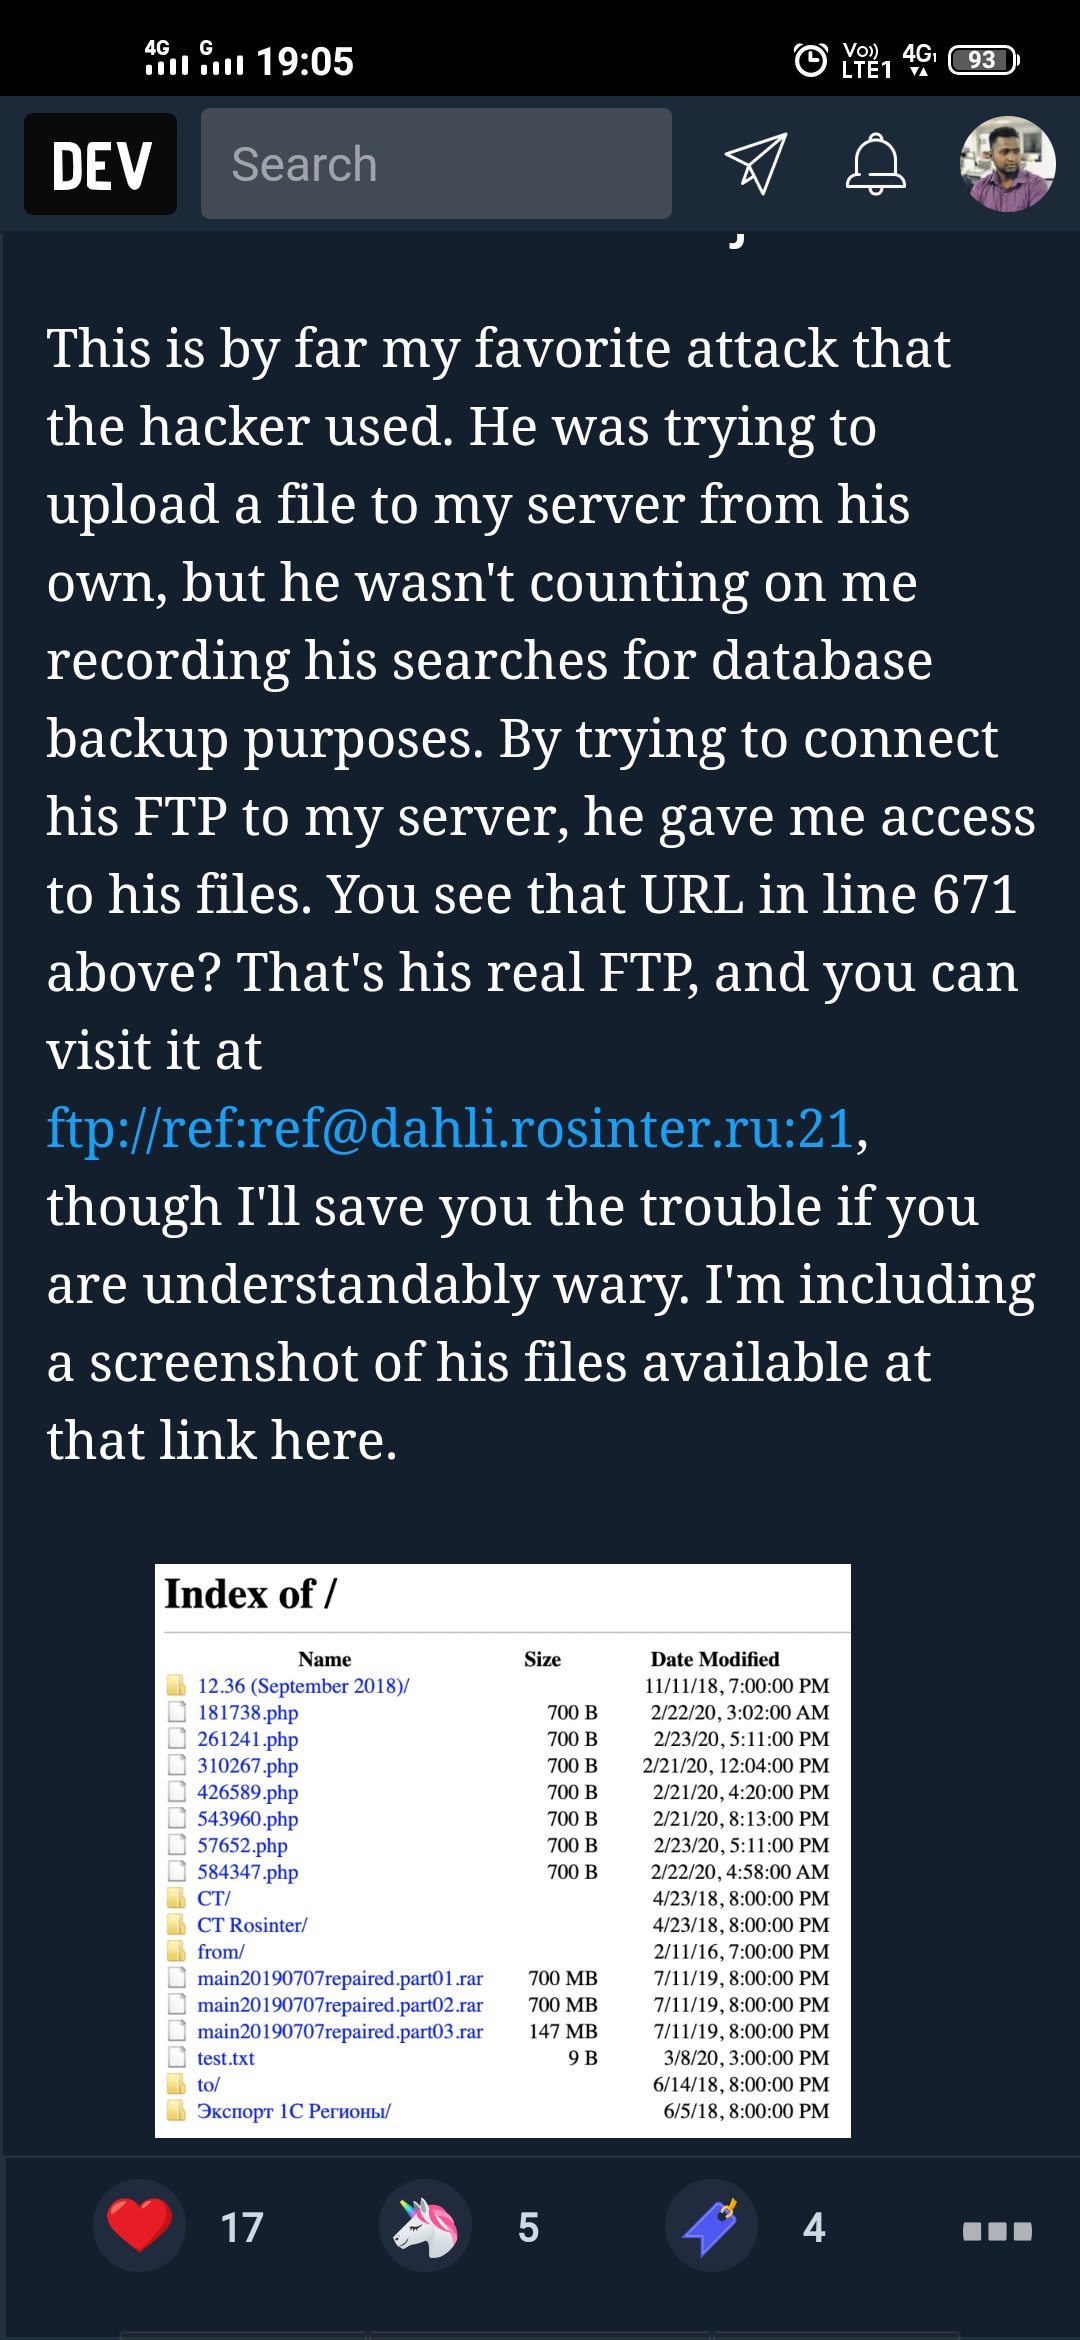 4G G 19:05 Vo)) LTE1 4G1 93
DEV Search
This is by far my favorite attack that
the hacker used. He was trying to
upload a file to my server from his
own, but he wasn't counting on me
recording his searches for database
backup purposes. By trying to connect
his FTP to my server, he gave me access
to his files. You see that URL in line 671
above? That's his real FTP, and you can
visit it at
ftp://ref:ref@dahli.rosinter.ru:21,
though I'll save you the trouble if you
are understandably wary. I'm including
a screenshot of his files available at
that link here.
Index of /
Name Size Date Modified
12.36 (September 2018)/ 11/11/18, 7:00:00 PM
181738.php 700 B 2/22/20, 3:02:00 AM
261241.php 700 B 2/23/20, 5:11:00 PM
310267.php 700 B 2/21/20, 12:04:00 PM
426589.php 700 B 2/21/20, 4:20:00 PM
543960.php 700 B 2/21/20, 8:13:00 PM
57652.php 700 B 2/23/20, 5:11:00 PM
584347.php 700 B 2/22/20, 4:58:00 AM
CT/ 4/23/18, 8:00:00 PM
CT Rosinter/ 4/23/18, 8:00:00 PM
from/ 2/11/16, 7:00:00 PM
main20190707repaired.part01.rar 700 MB 7/11/19, 8:00:00 PM
main20190707repaired.part02.rar 700 MB 7/11/19, 8:00:00 PM
main20190707repaired.part03.rar 147 MB 7/11/19, 8:00:00 PM
test.txt 9 B 3/8/20, 3:00:00 PM
to/ 6/14/18, 8:00:00 PM
Экспорт 1С Регионы/ 6/5/18, 8:00:00 PM
17 5 4